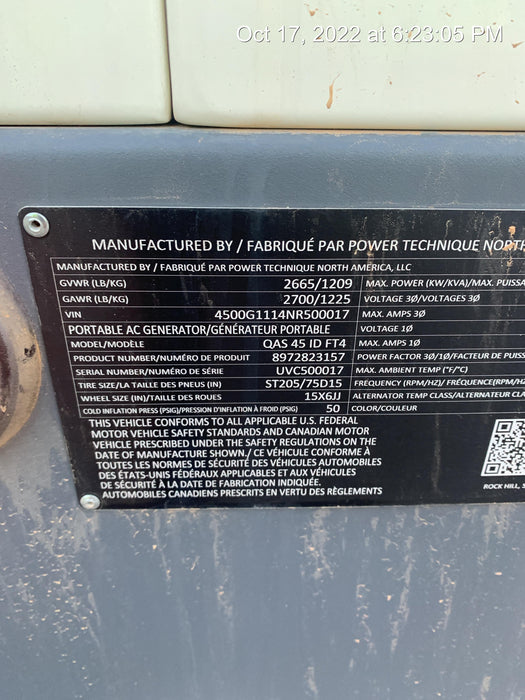 Oct 17, 2022 at 6:23:05 PM
MANUFACTURED BY / FABRIQUÉ PAR POWER TECHNIQUE NORTH
MANUFACTURED BY / FABRIQUÉ PAR POWER TECHNIQUE NORTH AMERICA, LLC
GVWR (LB/KG) 2665/1209 MAX. POWER (KW/KVA)/MAX. PUISSA
GAWR (LB/KG) 2700/1225 VOLTAGE 3Ø/VOLTAGES 3Ø
VIN 4500G1114NR500017 MAX. AMPS 3Ø
PORTABLE AC GENERATOR/GÉNÉRATEUR PORTABLE VOLTAGE 1Ø
MODEL/MODÈLE QAS 45 ID FT4 MAX. AMPS 1Ø
PRODUCT NUMBER/NUMÉRO DE PRODUIT 8972823157 POWER FACTOR 3Ø/1Ø/FACTEUR DE PUISS
SERIAL NUMBER/NUMÉRO DE SÉRIE UVC500017 MAX. AMBIENT TEMP (°F/°C)
TIRE SIZE (IN)/LA TAILLE DES PNEUS (IN) ST205/75D15 FREQUENCY (RPM/HZ)/ FRÉQUENCE(RPM/H
WHEEL SIZE (IN)/TAILLE DES ROUES 15X6JJ ALTERNATOR TEMP CLASS/ALTERNATEUR CLA
COLD INFLATION PRESS (PSIG)/PRESSION D'INFLATION À FROID (PSIG) 50 COLOR/COULEUR
THIS VEHICLE CONFORMS TO ALL APPLICABLE U.S. FEDERAL
MOTOR VEHICLE SAFETY STANDARDS AND CANADIAN MOTOR
VEHICLE PRESCRIBED UNDER THE SAFETY REGULATIONS ON THE
DATE OF MANUFACTURE SHOWN./ CE VÉHICULE CONFORME À
TOUTES LES NORMES DE SÉCURITÉ DES VÉHICULES AUTOMOBILES
DES ÉTATS-UNIS FÉDÉRAUX APPLICABLES ET AUX VÉHICULES
DE SÉCURITÉ À LA DATE DE FABRICATION INDIQUÉE.
AUTOMOBILES CANADIENS PRESCRITS EN VERTU DES RÈGLEMENTS
ROCK HILL, S